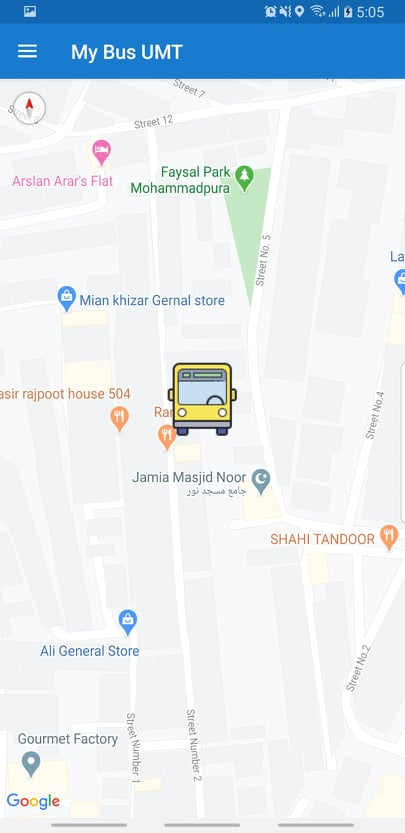 5:05
My Bus UMT
Street 7
Street 12
Arslan Arar's Flat
Faysal Park
Mohammadpura
Street No. 5
La
Mian khizar Gernal store
asir rajpoot house 504
Street No.4
Jamia Masjid Noor
جامع مسجد نور
SHAHI TANDOOR
Ali General Store
Street No.2
Street Number 1
Street Number 2
Gourmet Factory
Google